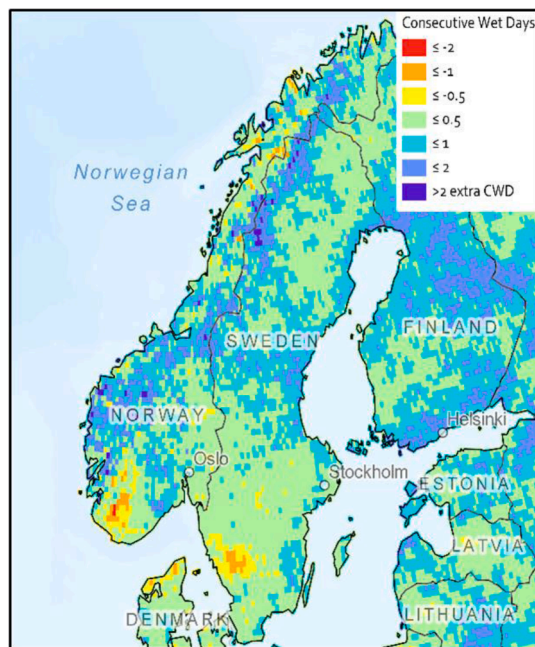 Consecutive Wet Days
≤ -2
≤ -1
≤ -0.5
≤ 0.5
≤ 1
≤ 2
>2 extra CWD
Norwegian
Sea
SWEDEN
FINLAND
NORWAY
Helsinki
Oslo
Stockholm
ESTONIA
LATVIA
DENMARK
LITHUANIA